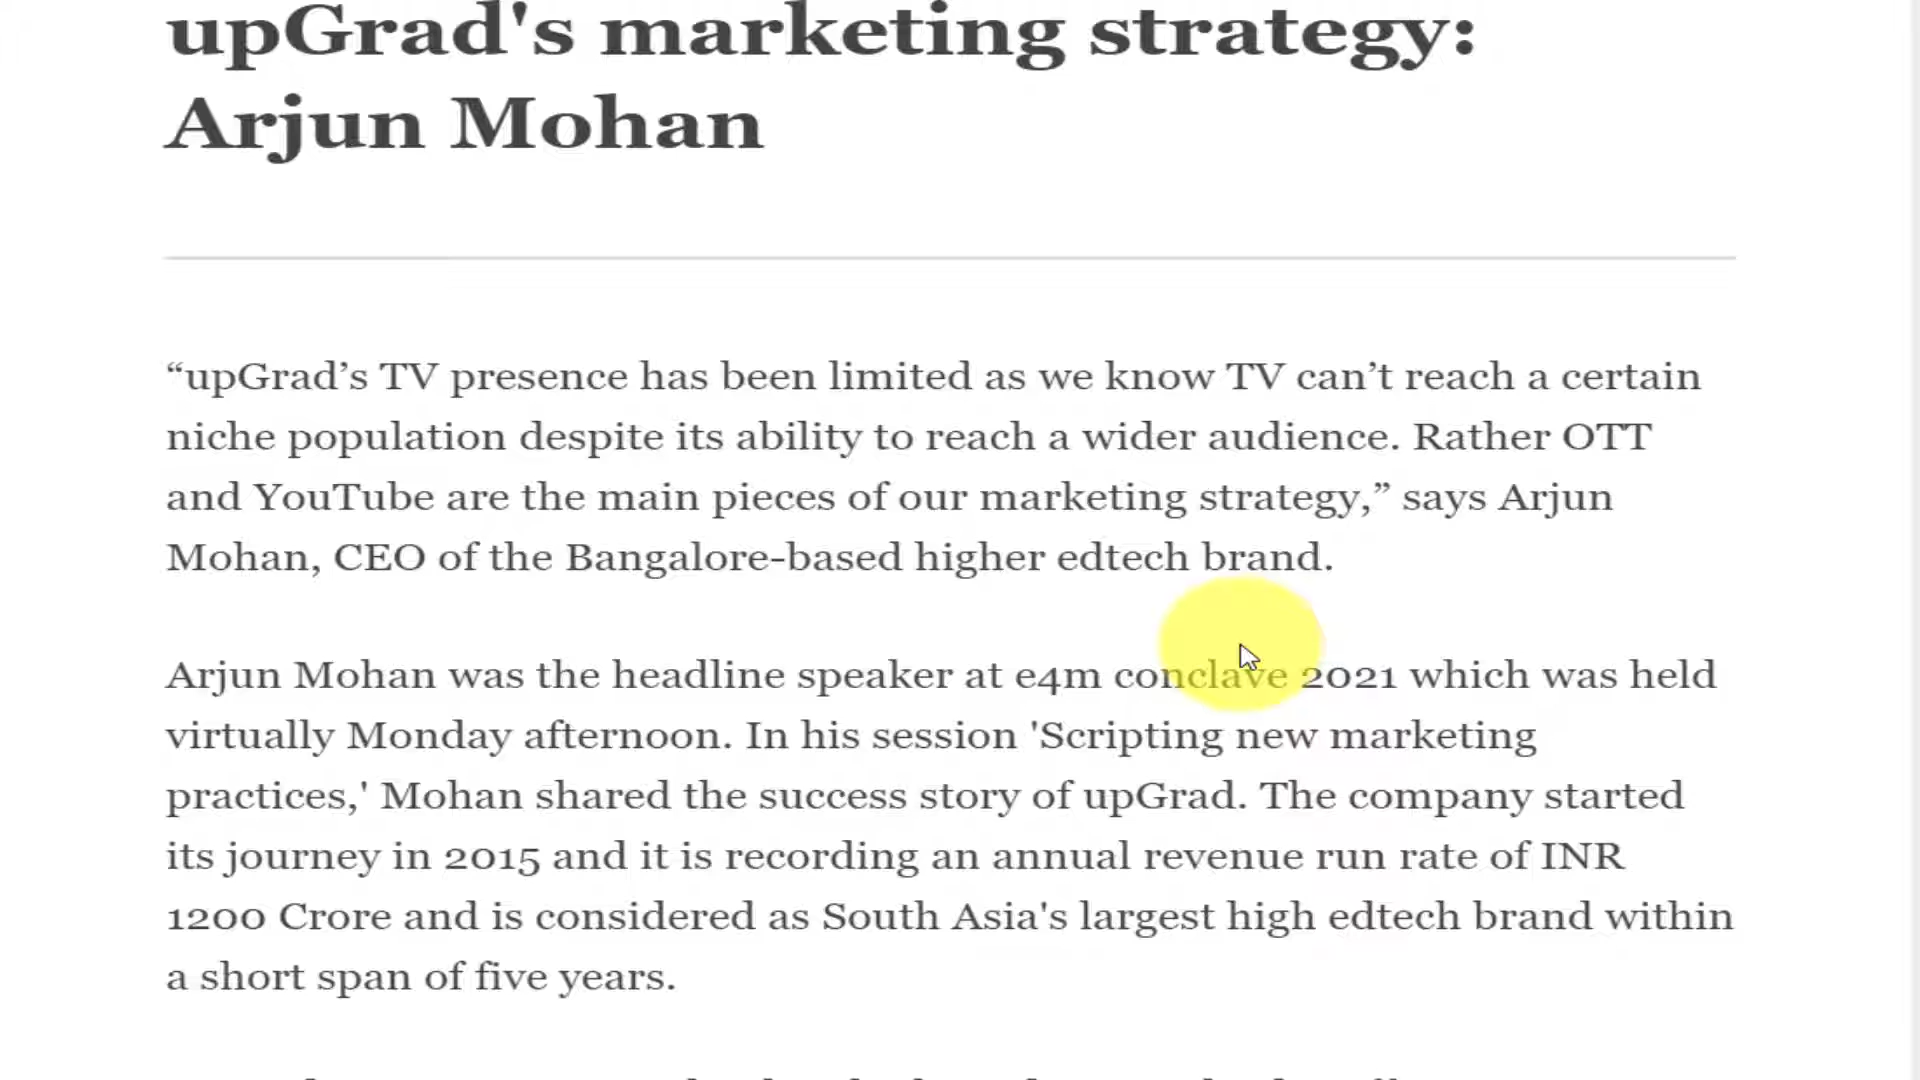 upGrad's marketing strategy:
Arjun Mohan
“upGrad’s TV presence has been limited as we know TV can’t reach a certain
niche population despite its ability to reach a wider audience. Rather OTT
and YouTube are the main pieces of our marketing strategy,” says Arjun
Mohan, CEO of the Bangalore-based higher edtech brand.
Arjun Mohan was the headline speaker at e4m conclave 2021 which was held
virtually Monday afternoon. In his session 'Scripting new marketing
practices,' Mohan shared the success story of upGrad. The company started
its journey in 2015 and it is recording an annual revenue run rate of INR
1200 Crore and is considered as South Asia's largest high edtech brand within
a short span of five years.